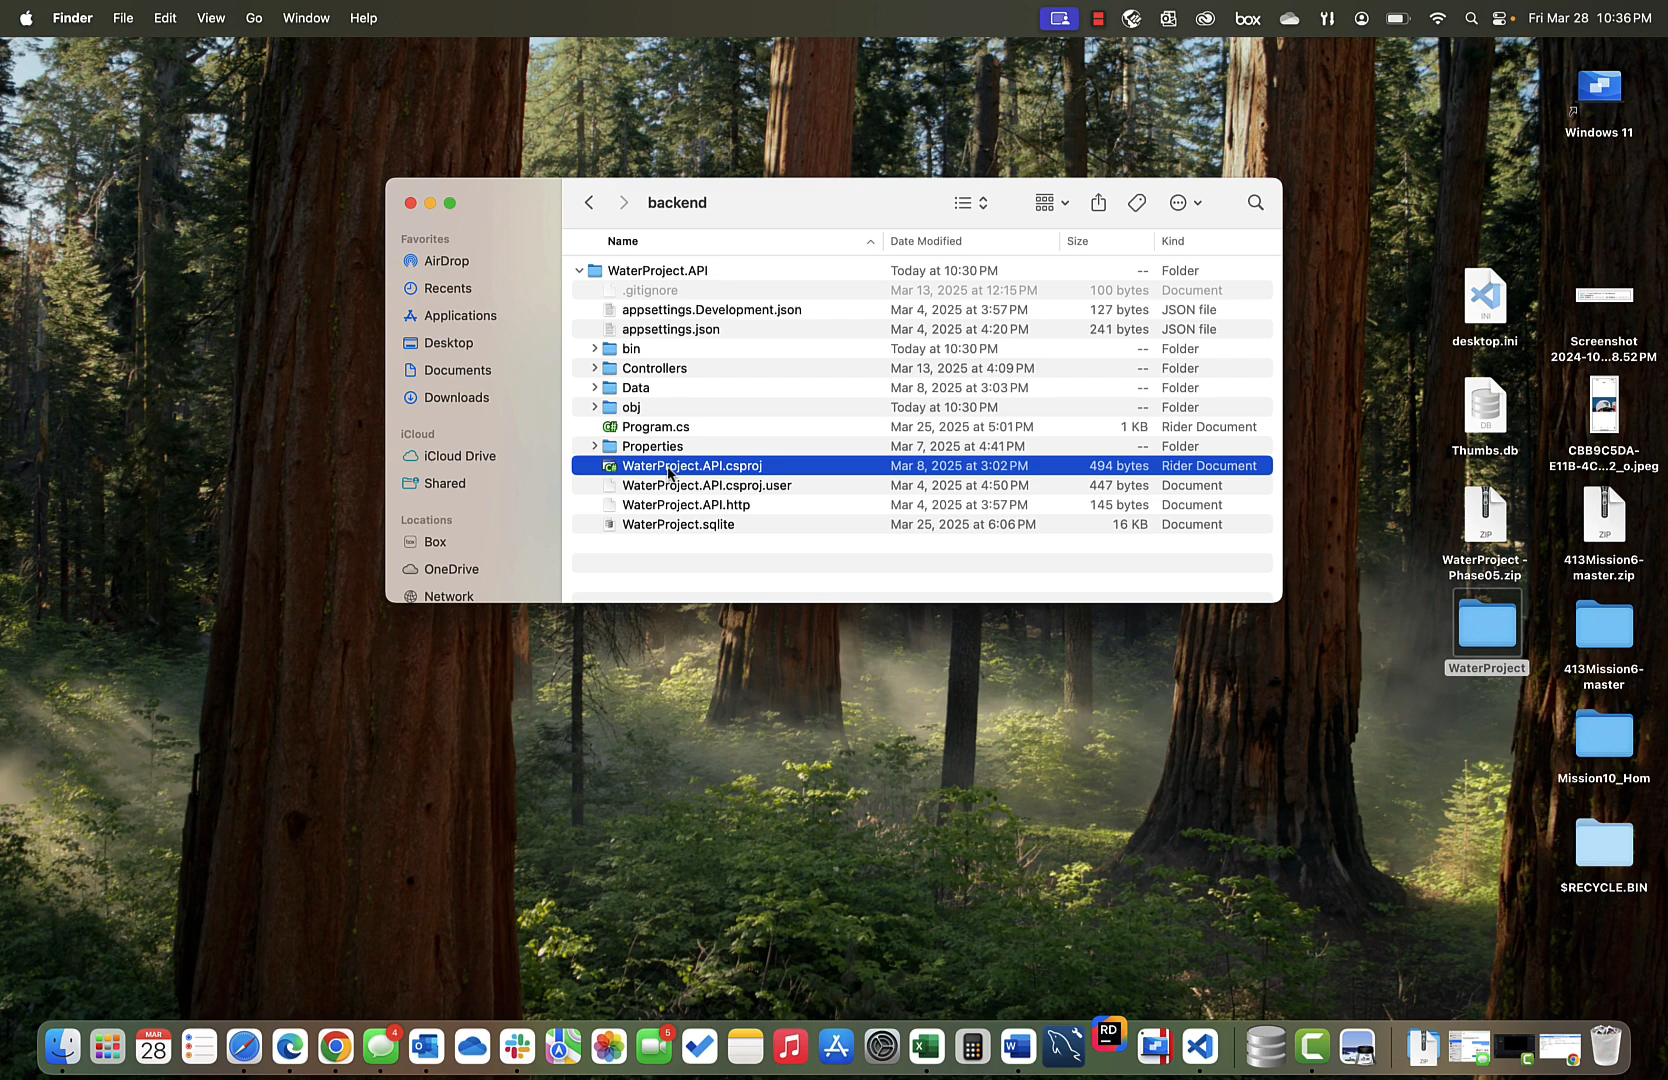 Finder File Edit View Go Window Help
box Fri Mar 28 10:36 PM
backend
Favorites
AirDrop
Recents
Applications
Desktop
Documents
Downloads
iCloud
iCloud Drive
Shared
Locations
Box
OneDrive
Network
Name Date Modified Size Kind
WaterProject.API Today at 10:30 PM -- Folder
.gitignore Mar 13, 2025 at 12:15 PM 100 bytes Document
appsettings.Development.json Mar 4, 2025 at 3:57 PM 127 bytes JSON file
appsettings.json Mar 4, 2025 at 4:20 PM 241 bytes JSON file
bin Today at 10:30 PM -- Folder
Controllers Mar 13, 2025 at 4:09 PM -- Folder
Data Mar 8, 2025 at 3:03 PM -- Folder
obj Today at 10:30 PM -- Folder
Program.cs Mar 25, 2025 at 5:01 PM 1 KB Rider Document
Properties Mar 7, 2025 at 4:41 PM -- Folder
WaterProject.API.csproj Mar 8, 2025 at 3:02 PM 494 bytes Rider Document
WaterProject.API.csproj.user Mar 4, 2025 at 4:50 PM 447 bytes Document
WaterProject.API.http Mar 4, 2025 at 3:57 PM 145 bytes Document
WaterProject.sqlite Mar 25, 2025 at 6:06 PM 16 KB Document
Windows 11
INI
desktop.ini
Screenshot
2024-10...8.52 PM
DB
Thumbs.db
CBB9C5DA-
E11B-4C...2_o.jpeg
ZIP
WaterProject -
Phase05.zip
ZIP
413Mission6-
master.zip
WaterProject
413Mission6-
master
Mission10_Hom
$RECYCLE.BIN
MAR
28
4
5
RD
ZIP